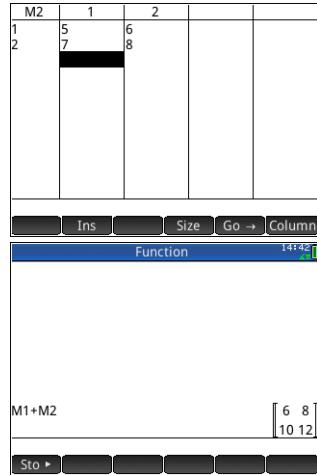 M2 1 2
1 5 6
2 7 8
Ins Size Go → Column
Function 14:42
M1+M2
6 8
10 12
Sto ►